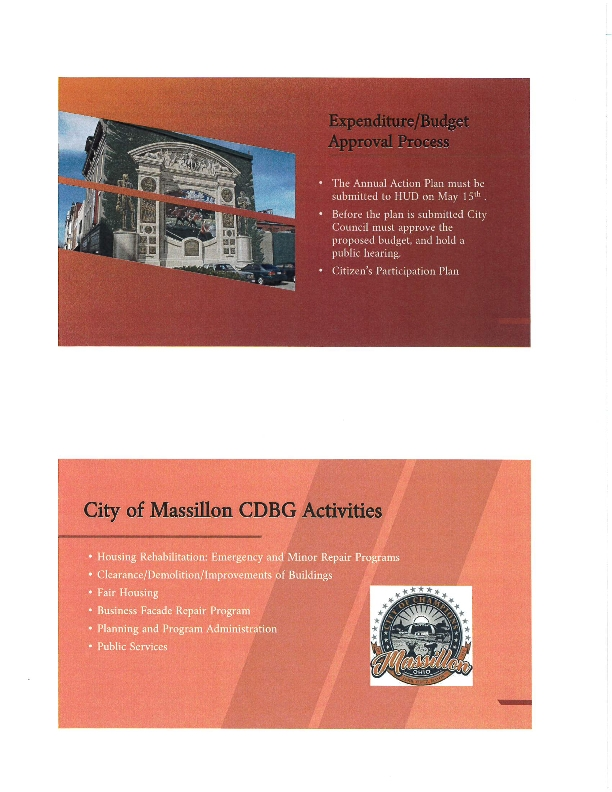 Expenditure/Budget
Approval Process
• The Annual Action Plan must be
submitted to HUD on May 15th .
• Before the plan is submitted City
Council must approve the
proposed budget, and hold a
public hearing.
• Citizen's Participation Plan
City of Massillon CDBG Activities
• Housing Rehabilitation: Emergency and Minor Repair Programs
• Clearance/Demolition/Improvements of Buildings
• Fair Housing
• Business Facade Repair Program
• Planning and Program Administration
• Public Services
CITY OF CHAMPIONS
Massillon
OHIO